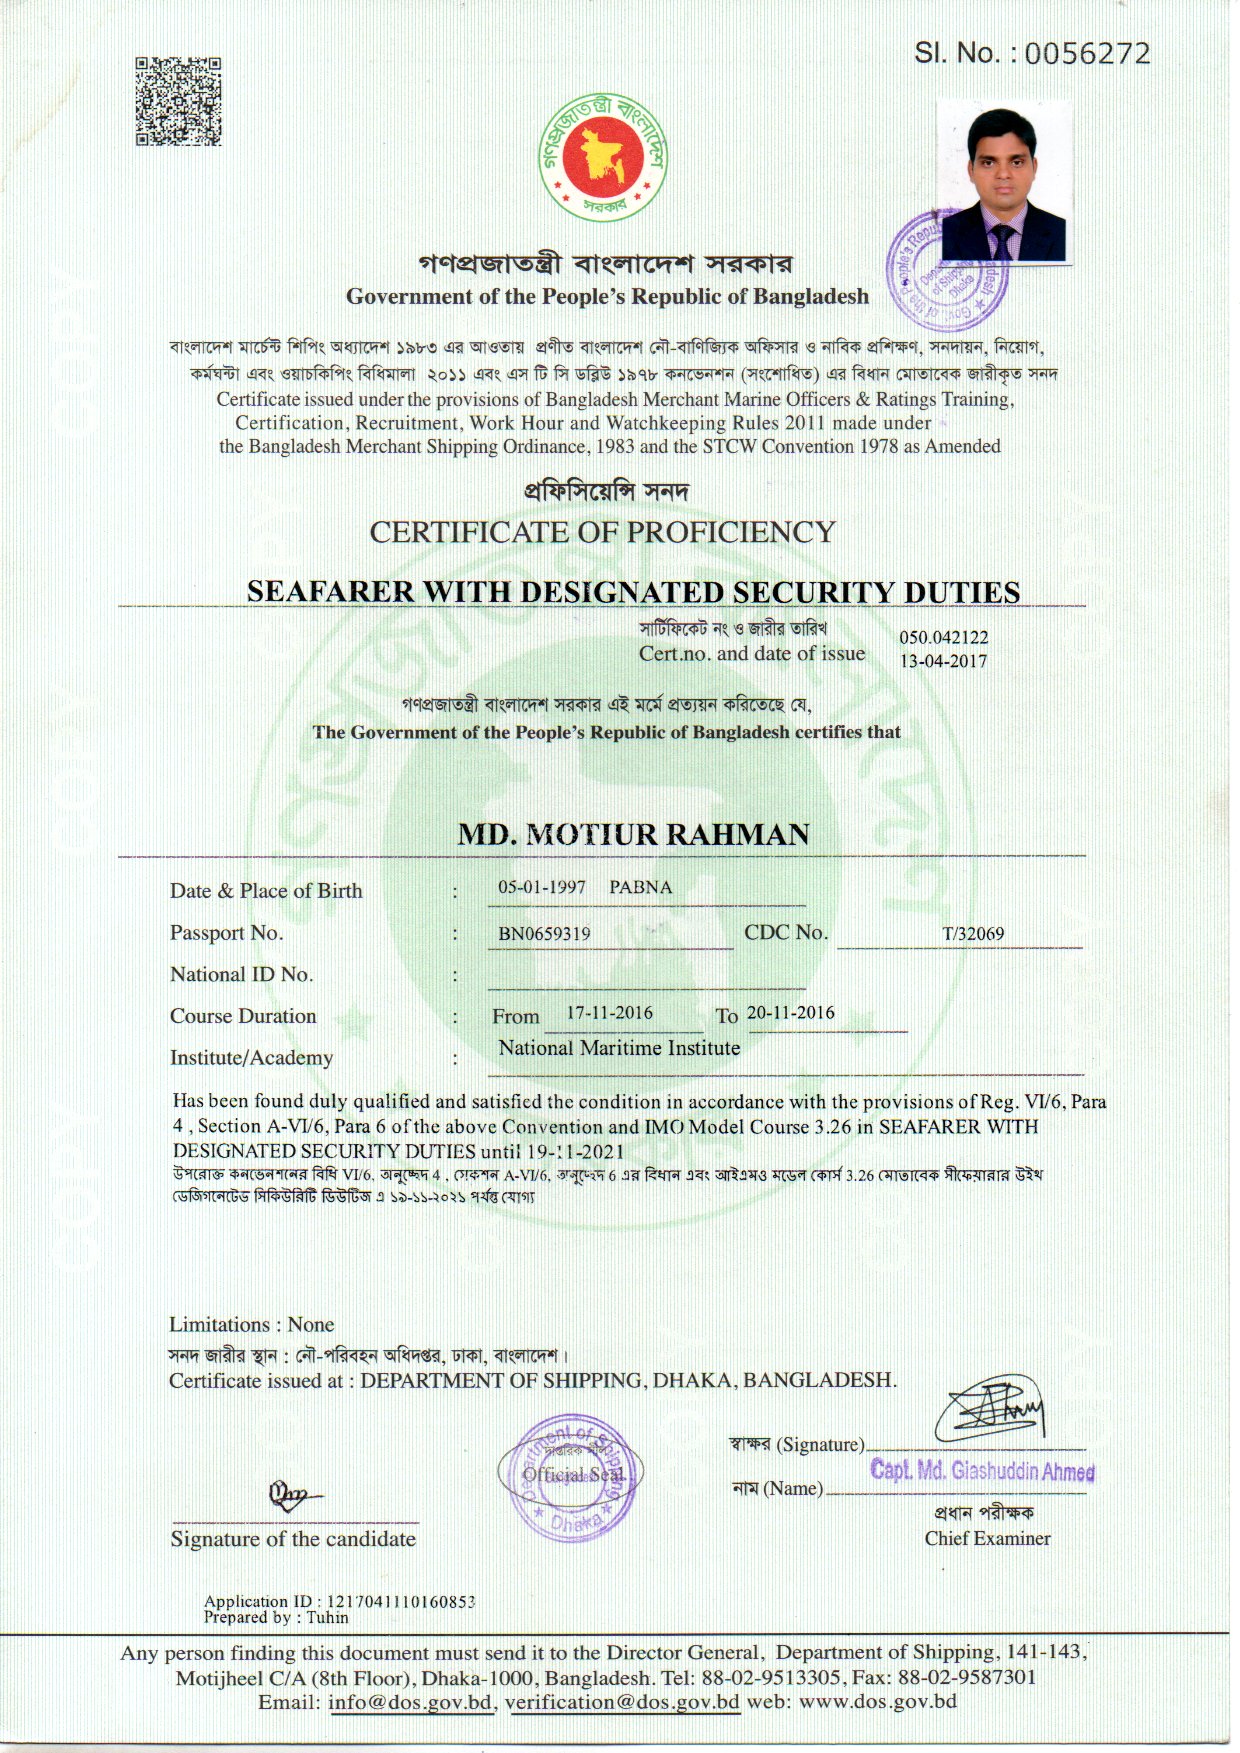 Sl. No. : 0056272
গণপ্রজাতন্ত্রী বাংলাদেশ
সরকার
গণপ্রজাতন্ত্রী বাংলাদেশ সরকার
Government of the People's Republic of Bangladesh
বাংলাদেশ মার্চেন্ট শিপিং অধ্যাদেশ ১৯৮৩ এর আওতায় প্রণীত বাংলাদেশ নৌ-বাণিজ্যিক অফিসার ও নাবিক প্রশিক্ষণ, সনদায়ন, নিয়োগ,
কর্মঘন্টা এবং ওয়াচকিপিং বিধিমালা ২০১১ এবং এস টি সি ডব্লিউ ১৯৭৮ কনভেনশন (সংশোধিত) এর বিধান মোতাবেক জারীকৃত সনদ
Certificate issued under the provisions of Bangladesh Merchant Marine Officers & Ratings Training,
Certification, Recruitment, Work Hour and Watchkeeping Rules 2011 made under
the Bangladesh Merchant Shipping Ordinance, 1983 and the STCW Convention 1978 as Amended
প্রফিসিয়েন্সি সনদ
CERTIFICATE OF PROFICIENCY
SEAFARER WITH DESIGNATED SECURITY DUTIES
সার্টিফিকেট নং ও জারীর তারিখ 050.042122
Cert.no. and date of issue 13-04-2017
গণপ্রজাতন্ত্রী বাংলাদেশ সরকার এই মর্মে প্রত্যয়ন করিতেছে যে,
The Government of the People's Republic of Bangladesh certifies that
MD. MOTIUR RAHMAN
Date & Place of Birth : 05-01-1997 PABNA
Passport No. : BN0659319 CDC No. T/32069
National ID No. :
Course Duration : From 17-11-2016 To 20-11-2016
Institute/Academy : National Maritime Institute
Has been found duly qualified and satisfied the condition in accordance with the provisions of Reg. VI/6, Para
4 , Section A-VI/6, Para 6 of the above Convention and IMO Model Course 3.26 in SEAFARER WITH
DESIGNATED SECURITY DUTIES until 19-11-2021
উপরোক্ত কনভেনশনের বিধি VI/6, অনুচ্ছেদ 4 , সেকশন A-VI/6, অনুচ্ছেদ 6 এর বিধান এবং আইএমও মডেল কোর্স 3.26 মোতাবেক সীফেয়ারার উইথ
ডেজিগনেটেড সিকিউরিটি ডিউটিজ এ ১৯-১১-২০২১ পর্যন্ত যোগ্য
Limitations : None
সনদ জারীর স্থান : নৌ-পরিবহন অধিদপ্তর, ঢাকা, বাংলাদেশ।
Certificate issued at : DEPARTMENT OF SHIPPING, DHAKA, BANGLADESH.
স্বাক্ষর (Signature)
দাপ্তরিক সীল
Official Seal
Department of Shipping
Dhaka
Capt. Md. Giashuddin Ahmed
নাম (Name)
Signature of the candidate
প্রধান পরীক্ষক
Chief Examiner
Application ID : 1217041110160853
Prepared by : Tuhin
Any person finding this document must send it to the Director General, Department of Shipping, 141-143,
Motijheel C/A (8th Floor), Dhaka-1000, Bangladesh. Tel: 88-02-9513305, Fax: 88-02-9587301
Email: info@dos.gov.bd, verification@dos.gov.bd web: www.dos.gov.bd